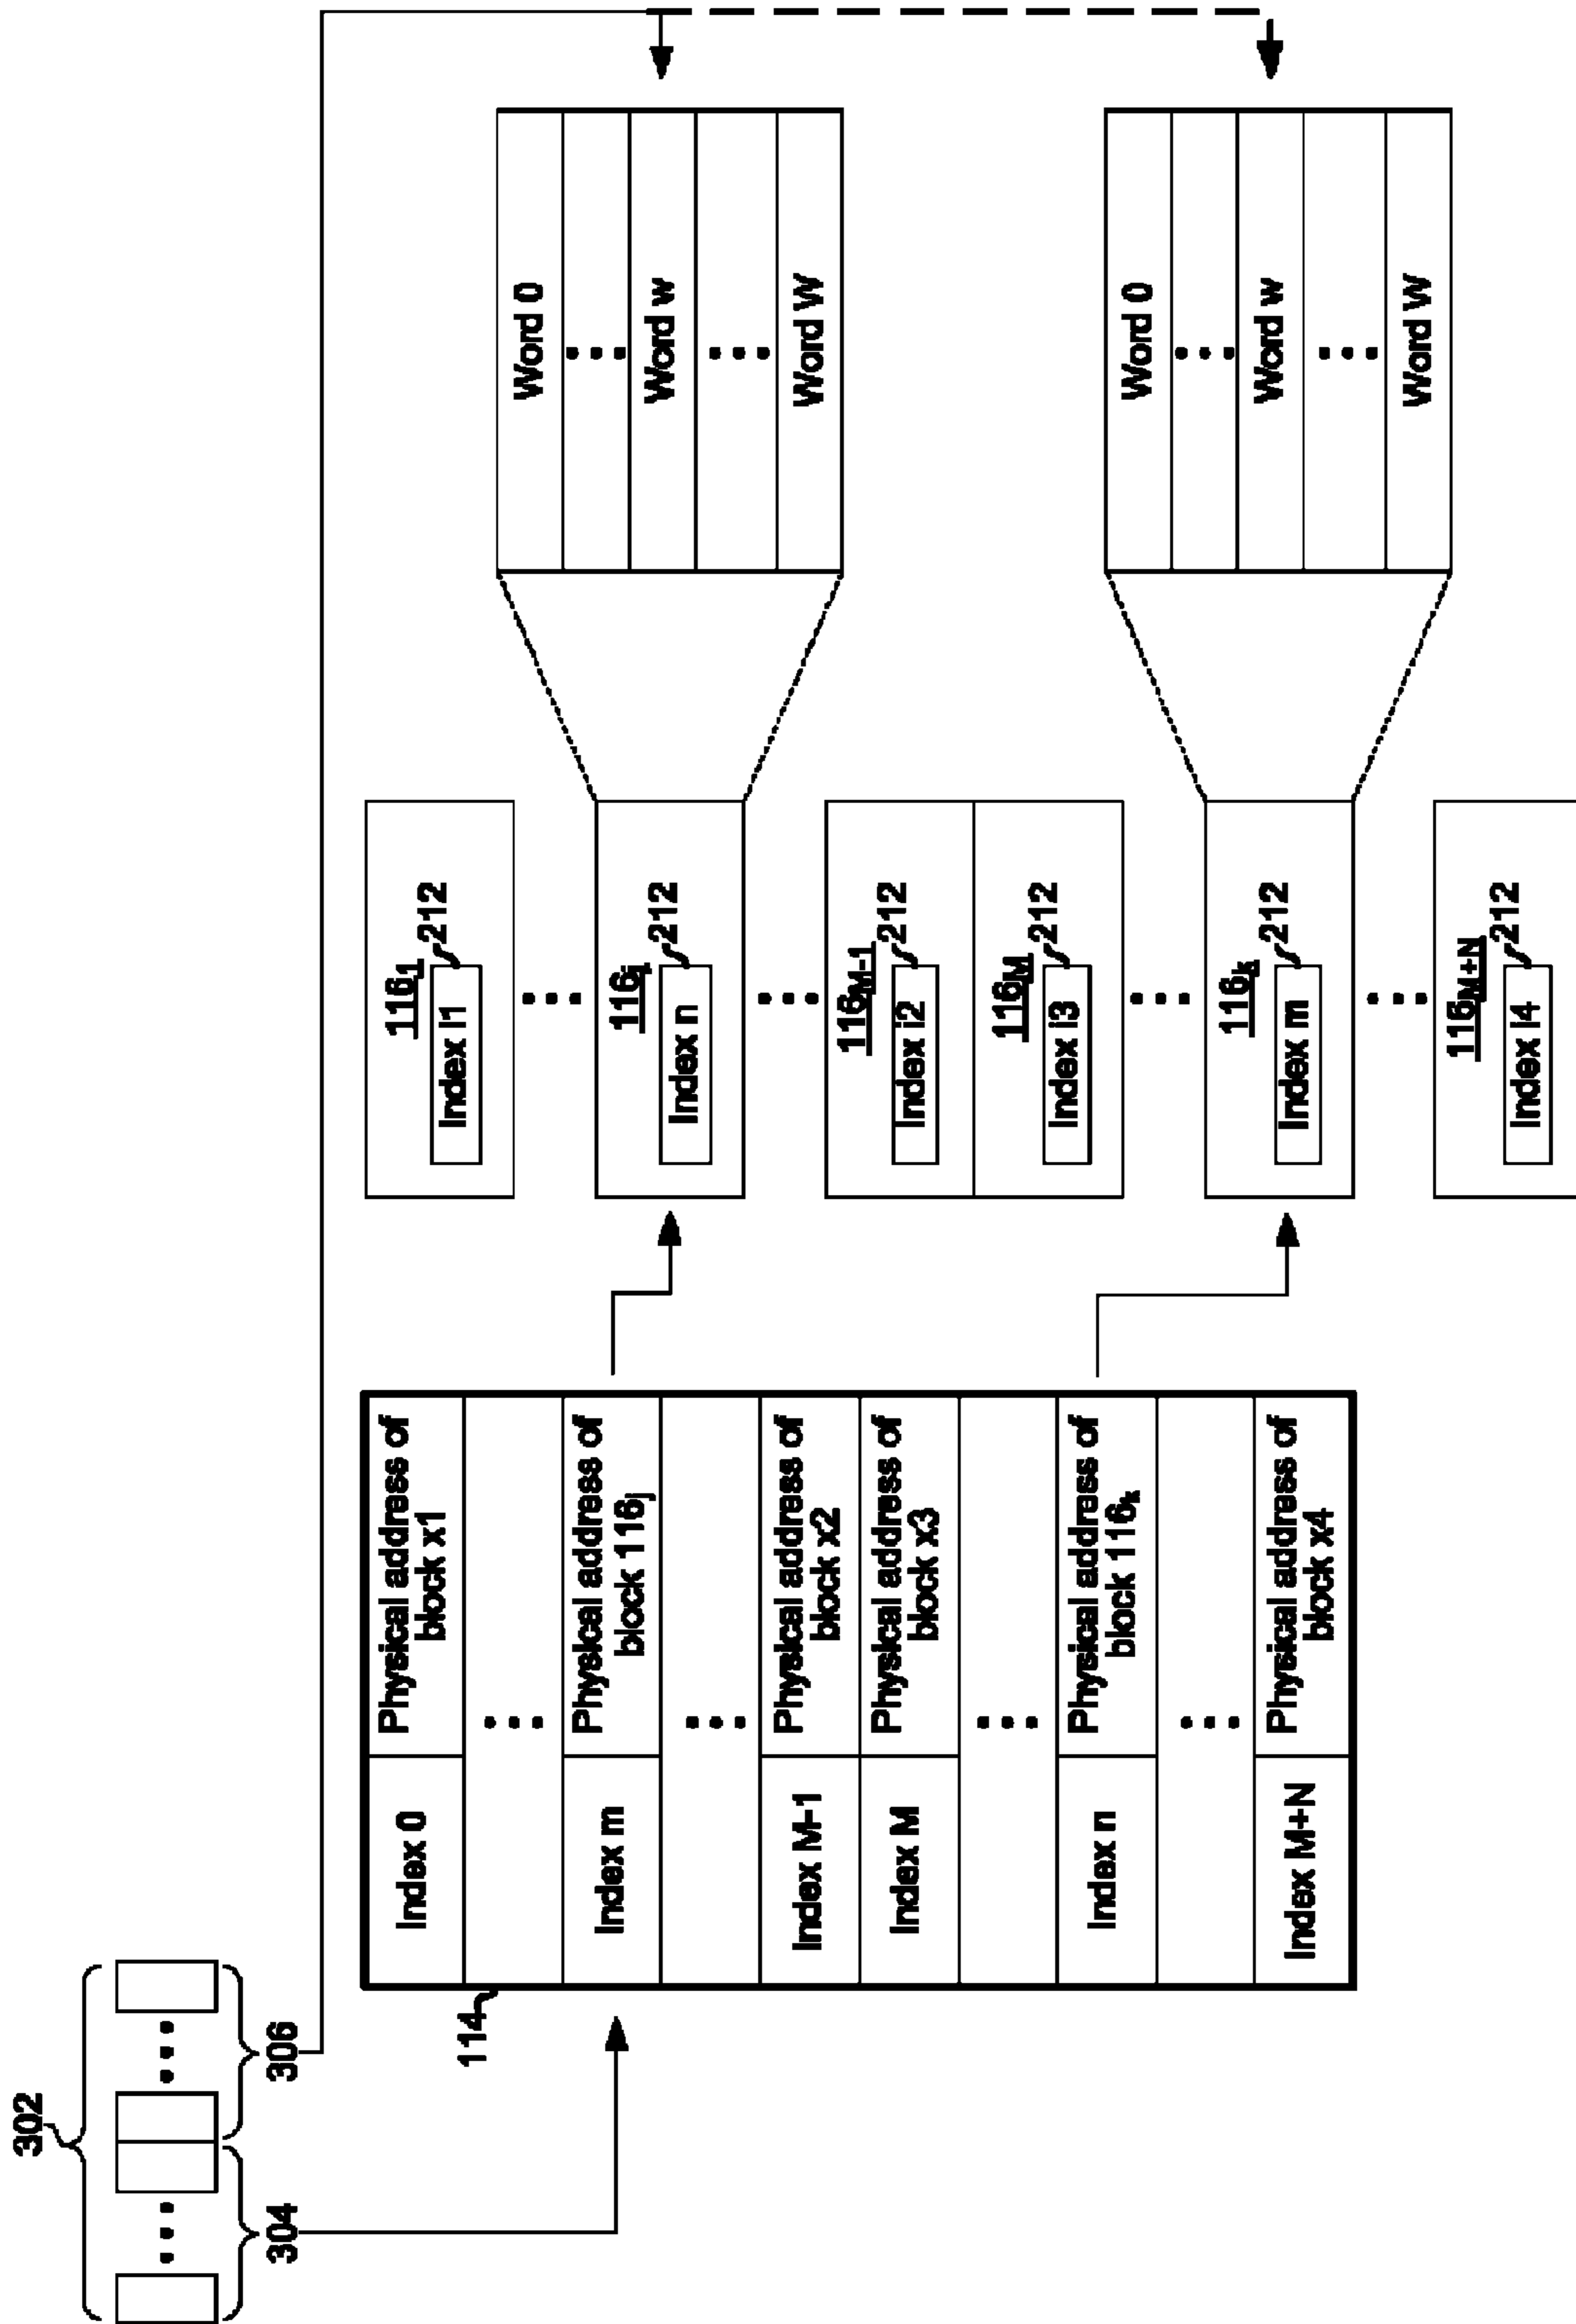 302
304
306
114
Index 0
Physical address of
block x1
...
Index m
Physical address of
block 116j
...
Index M-1
Physical address of
block x2
Index M
Physical address of
block x3
...
Index n
Physical address of
block 116k
...
Index M+N
Physical address of
block x4
1161
Index i1
212
...
116j
Index n
212
...
116M-1
Index i2
212
116M
Index i3
212
...
116k
Index m
212
...
116M+N
Index i4
212
Word 0
...
Word w
...
Word W
Word 0
...
Word w
...
Word W